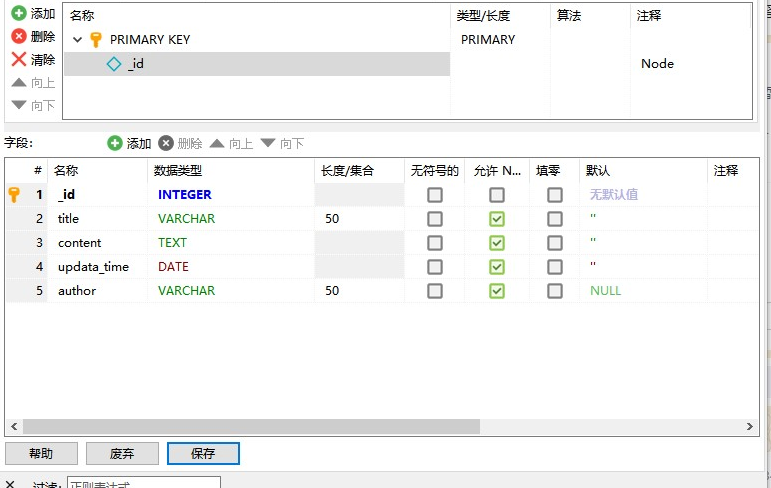 添加
删除
清除
向上
向下
名称 类型/长度 算法 注释
PRIMARY KEY PRIMARY
_id Node
字段: 添加 删除 向上 向下
# 名称 数据类型 长度/集合 无符号的 允许 N... 填零 默认 注释
1 _id INTEGER 无默认值
2 title VARCHAR 50 ''
3 content TEXT ''
4 updata_time DATE ''
5 author VARCHAR 50 NULL
帮助 废弃 保存
过滤: 正则表达式